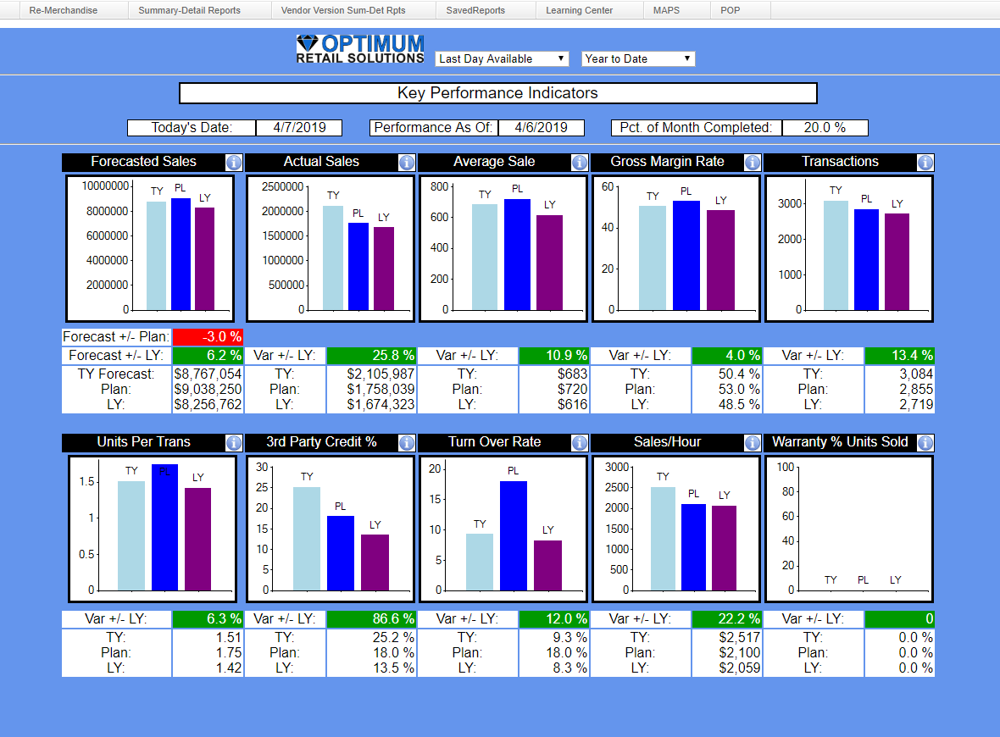 Re-Merchandise Summary-Detail Reports Vendor Version Sum-Det Rpts SavedReports Learning Center MAPS POP
OPTIMUM
RETAIL SOLUTIONS
Last Day Available Year to Date
Key Performance Indicators
Today's Date: 4/7/2019 Performance As Of: 4/6/2019 Pct. of Month Completed: 20.0 %
Forecasted Sales i Actual Sales i Average Sale i Gross Margin Rate i Transactions i
10000000
8000000
6000000
4000000
2000000
0
TY PL LY
2500000
2000000
1500000
1000000
500000
0
TY PL LY
800
600
400
200
0
TY PL LY
60
40
20
0
TY PL LY
3000
2000
1000
0
TY PL LY
Forecast +/- Plan: -3.0 %
Forecast +/- LY: 6.2 % Var +/- LY: 25.8 % Var +/- LY: 10.9 % Var +/- LY: 4.0 % Var +/- LY: 13.4 %
TY Forecast: $8,767,054 TY: $2,105,987 TY: $683 TY: 50.4 % TY: 3,084
Plan: $9,038,250 Plan: $1,758,039 Plan: $720 Plan: 53.0 % Plan: 2,855
LY: $8,256,762 LY: $1,674,323 LY: $616 LY: 48.5 % LY: 2,719
Units Per Trans i 3rd Party Credit % i Turn Over Rate i Sales/Hour i Warranty % Units Sold i
1.5
1
0.5
0
TY PL LY
30
25
20
15
10
5
0
TY PL LY
20
15
10
5
0
TY PL LY
3000
2500
2000
1500
1000
500
0
TY PL LY
100
80
60
40
20
0
TY PL LY
Var +/- LY: 6.3 % Var +/- LY: 86.6 % Var +/- LY: 12.0 % Var +/- LY: 22.2 % Var +/- LY: 0
TY: 1.51 TY: 25.2 % TY: 9.3 % TY: $2,517 TY: 0.0 %
Plan: 1.75 Plan: 18.0 % Plan: 18.0 % Plan: $2,100 Plan: 0.0 %
LY: 1.42 LY: 13.5 % LY: 8.3 % LY: $2,059 LY: 0.0 %